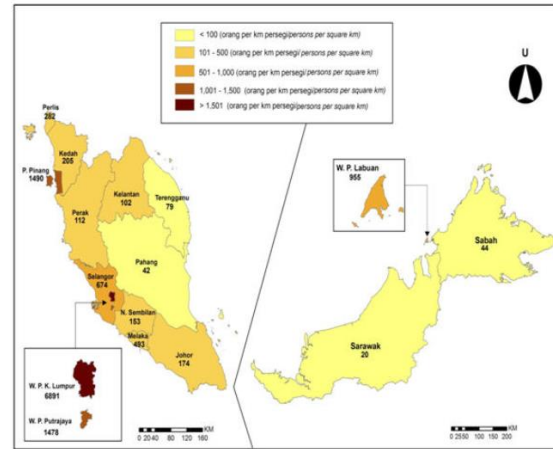 < 100 (orang per km persegi/persons per square km)
101 - 500 (orang per km persegi/persons per square km)
501 - 1,000 (orang per km persegi/persons per square km)
1,001 - 1,500 (orang per km persegi/persons per square km)
> 1,501 (orang per km persegi/persons per square km)
U
Perlis
282
Kedah
205
P. Pinang
1490
Kelantan
102
Terengganu
79
Perak
112
Pahang
42
Selangor
674
N. Sembilan
153
Melaka
493
Johor
174
W. P. K. Lumpur
6891
W. P. Putrajaya
1478
KM
0 20 40 80 120 160
W. P. Labuan
955
Sabah
44
Sarawak
20
KM
0 25 50 100 150 200